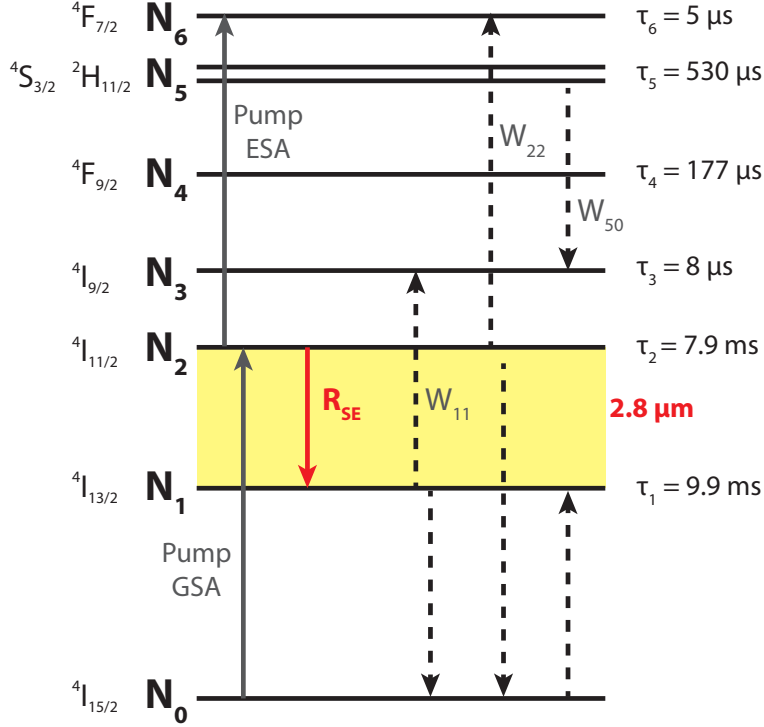 ⁴F₇/₂ N₆ τ₆ = 5 µs
⁴S₃/₂ ²H₁₁/₂ N₅ τ₅ = 530 µs
Pump
ESA
W₂₂
⁴F₉/₂ N₄ τ₄ = 177 µs
W₅₀
⁴I₉/₂ N₃ τ₃ = 8 µs
⁴I₁₁/₂ N₂ τ₂ = 7.9 ms
R_SE W₁₁ 2.8 µm
⁴I₁₃/₂ N₁ τ₁ = 9.9 ms
Pump
GSA
⁴I₁₅/₂ N₀